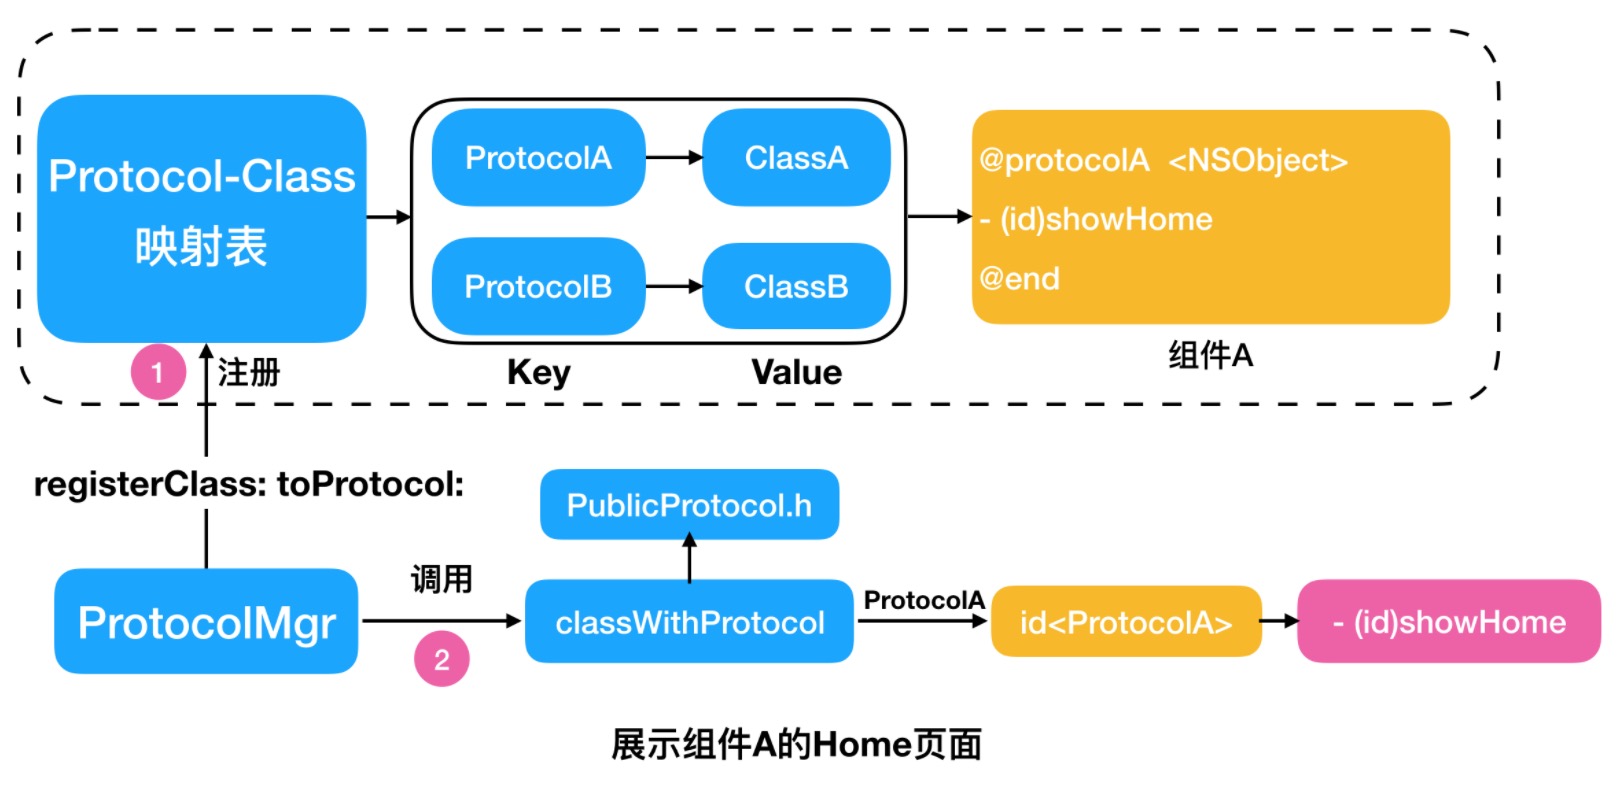 Protocol-Class
映射表
ProtocolA
ClassA
ProtocolB
ClassB
Key
Value
@protocolA <NSObject>
- (id)showHome
@end
组件A
1
注册
registerClass: toProtocol:
ProtocolMgr
调用
2
PublicProtocol.h
classWithProtocol
ProtocolA
id<ProtocolA>
- (id)showHome
展示组件A的Home页面